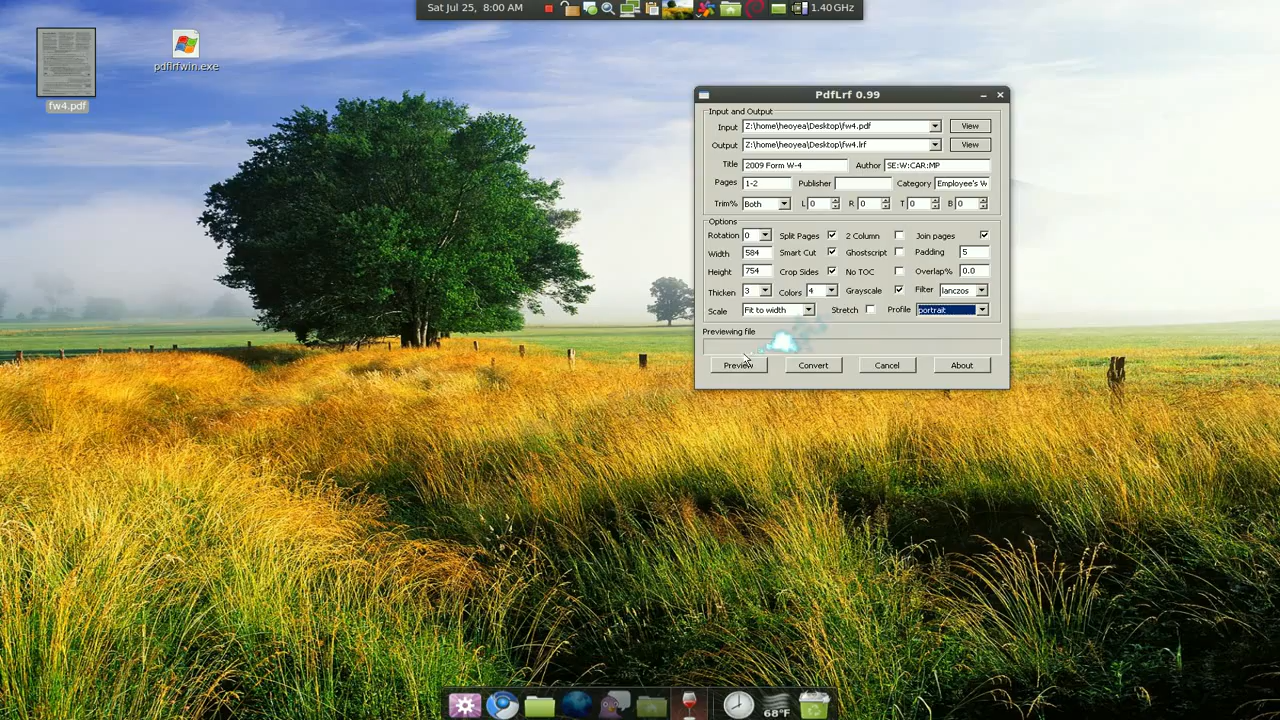 Sat Jul 25, 8:00 AM 1.40 GHz
fw4.pdf
pdflrfwin.exe
PdfLrf 0.99
Input and Output
Input Z:\home\heoyea\Desktop\fw4.pdf View
Output Z:\home\heoyea\Desktop\fw4.lrf View
Title 2009 Form W-4 Author SE:W:CAR:MP
Pages 1-2 Publisher Category Employee's W
Trim% Both L 0 R 0 T 0 B 0
Options
Rotation 0 Split Pages 2 Column Join pages
Width 584 Smart Cut Ghostscript Padding 5
Height 754 Crop Sides No TOC Overlap% 0.0
Thicken 3 Colors 4 Grayscale Filter lanczos
Scale Fit to width Stretch Profile portrait
Previewing file
Preview Convert Cancel About
68°F